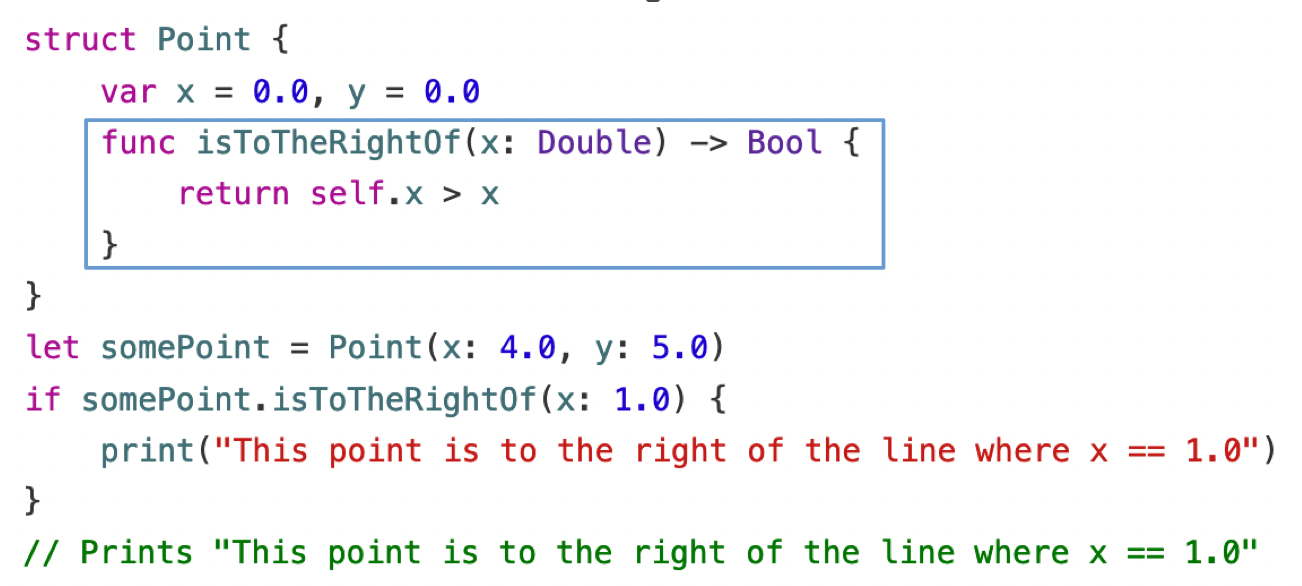 struct Point {
    var x = 0.0, y = 0.0
    func isToTheRightOf(x: Double) -> Bool {
        return self.x > x
    }
}
let somePoint = Point(x: 4.0, y: 5.0)
if somePoint.isToTheRightOf(x: 1.0) {
    print("This point is to the right of the line where x == 1.0")
}
// Prints "This point is to the right of the line where x == 1.0"